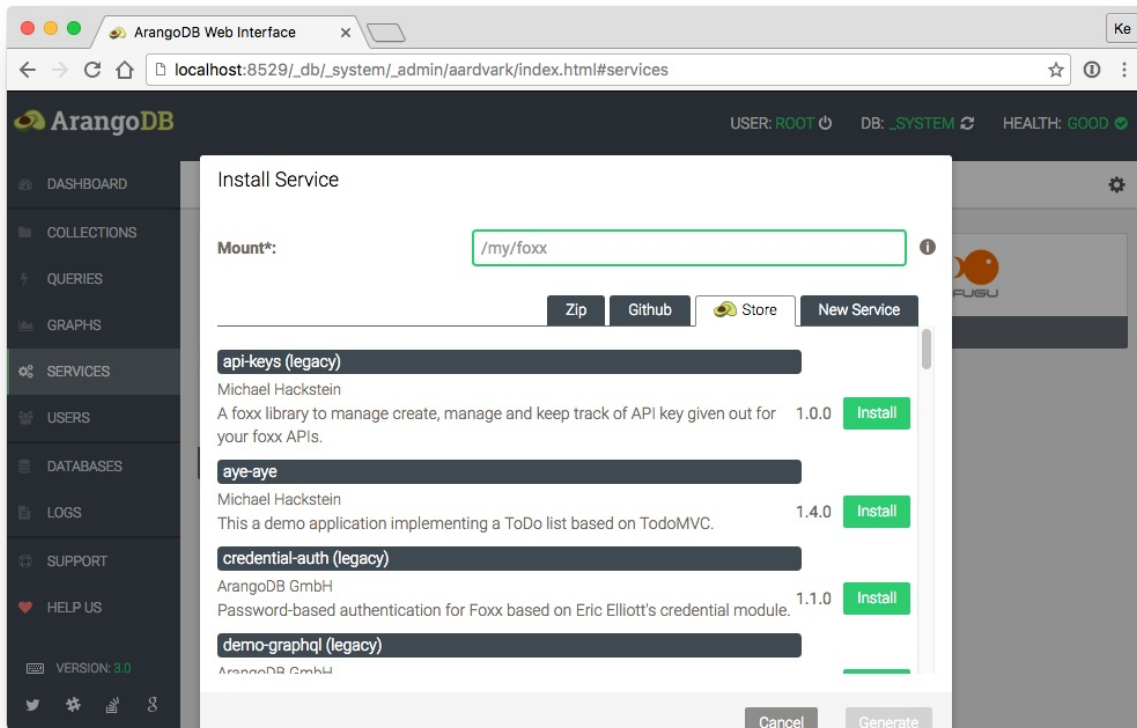 ArangoDB Web Interface
Ke
localhost:8529/_db/_system/_admin/aardvark/index.html#services
ArangoDB
USER: ROOT
DB: _SYSTEM
HEALTH: GOOD
DASHBOARD
COLLECTIONS
QUERIES
GRAPHS
SERVICES
USERS
DATABASES
LOGS
SUPPORT
HELP US
VERSION: 3.0
Install Service
Mount*:
/my/foxx
FUGU
Zip
Github
Store
New Service
api-keys (legacy)
Michael Hackstein
A foxx library to manage create, manage and keep track of API key given out for
your foxx APIs.
1.0.0
Install
aye-aye
Michael Hackstein
This a demo application implementing a ToDo list based on TodoMVC.
1.4.0
Install
credential-auth (legacy)
ArangoDB GmbH
Password-based authentication for Foxx based on Eric Elliott's credential module.
1.1.0
Install
demo-graphql (legacy)
ArangoDB GmbH
Cancel
Generate